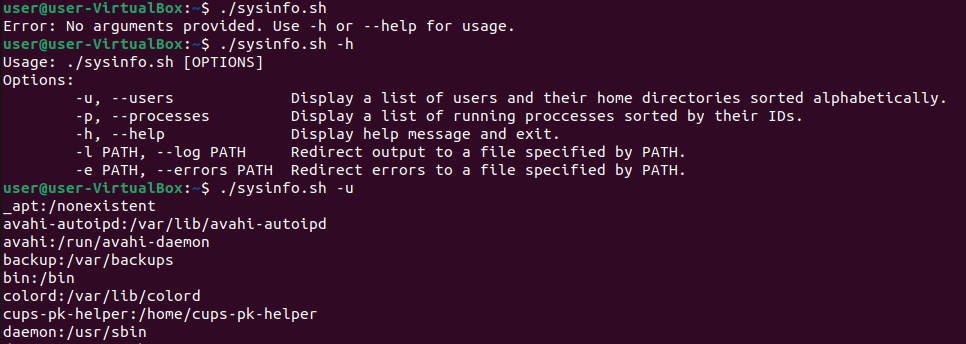 user@user-VirtualBox:~$ ./sysinfo.sh
Error: No arguments provided. Use -h or --help for usage.
user@user-VirtualBox:~$ ./sysinfo.sh -h
Usage: ./sysinfo.sh [OPTIONS]
Options:
        -u, --users             Display a list of users and their home directories sorted alphabetically.
        -p, --processes         Display a list of running proccesses sorted by their IDs.
        -h, --help              Display help message and exit.
        -l PATH, --log PATH     Redirect output to a file specified by PATH.
        -e PATH, --errors PATH  Redirect errors to a file specified by PATH.
user@user-VirtualBox:~$ ./sysinfo.sh -u
_apt:/nonexistent
avahi-autoipd:/var/lib/avahi-autoipd
avahi:/run/avahi-daemon
backup:/var/backups
bin:/bin
colord:/var/lib/colord
cups-pk-helper:/home/cups-pk-helper
daemon:/usr/sbin